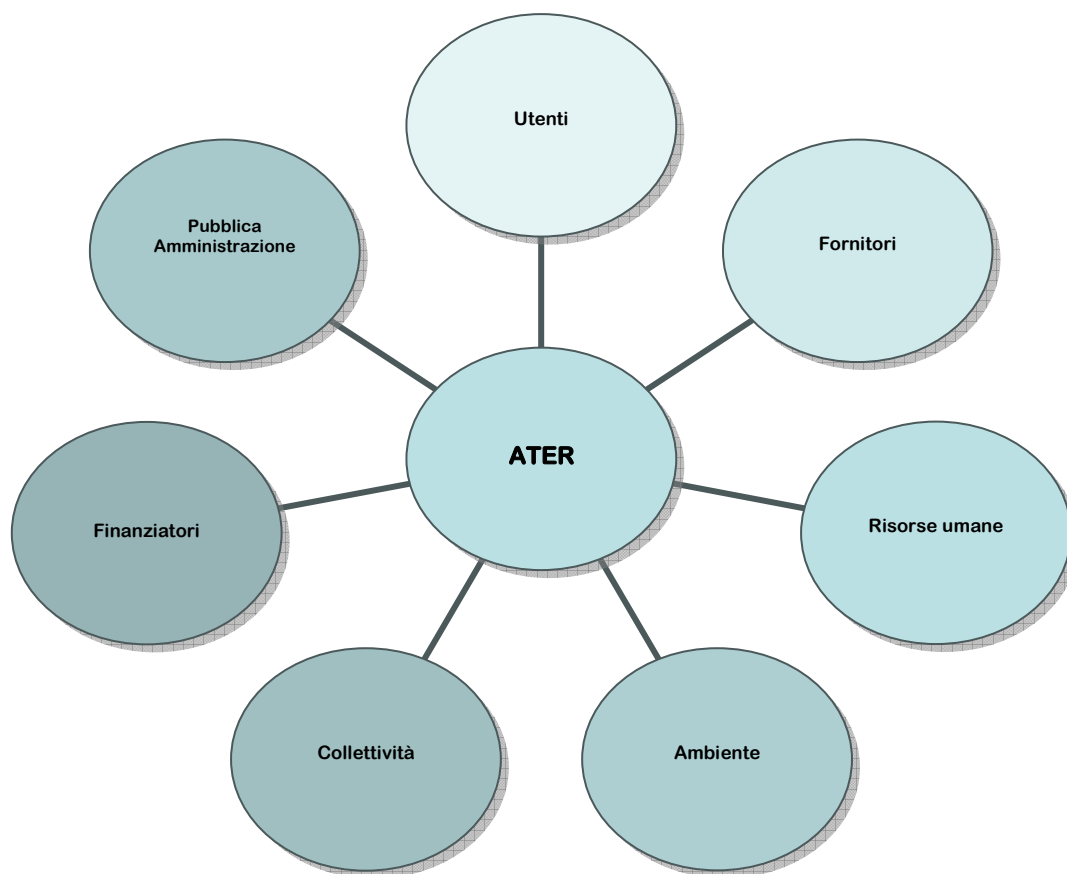 Utenti
Pubblica
Amministrazione
Fornitori
ATER
Risorse umane
Finanziatori
Collettività
Ambiente